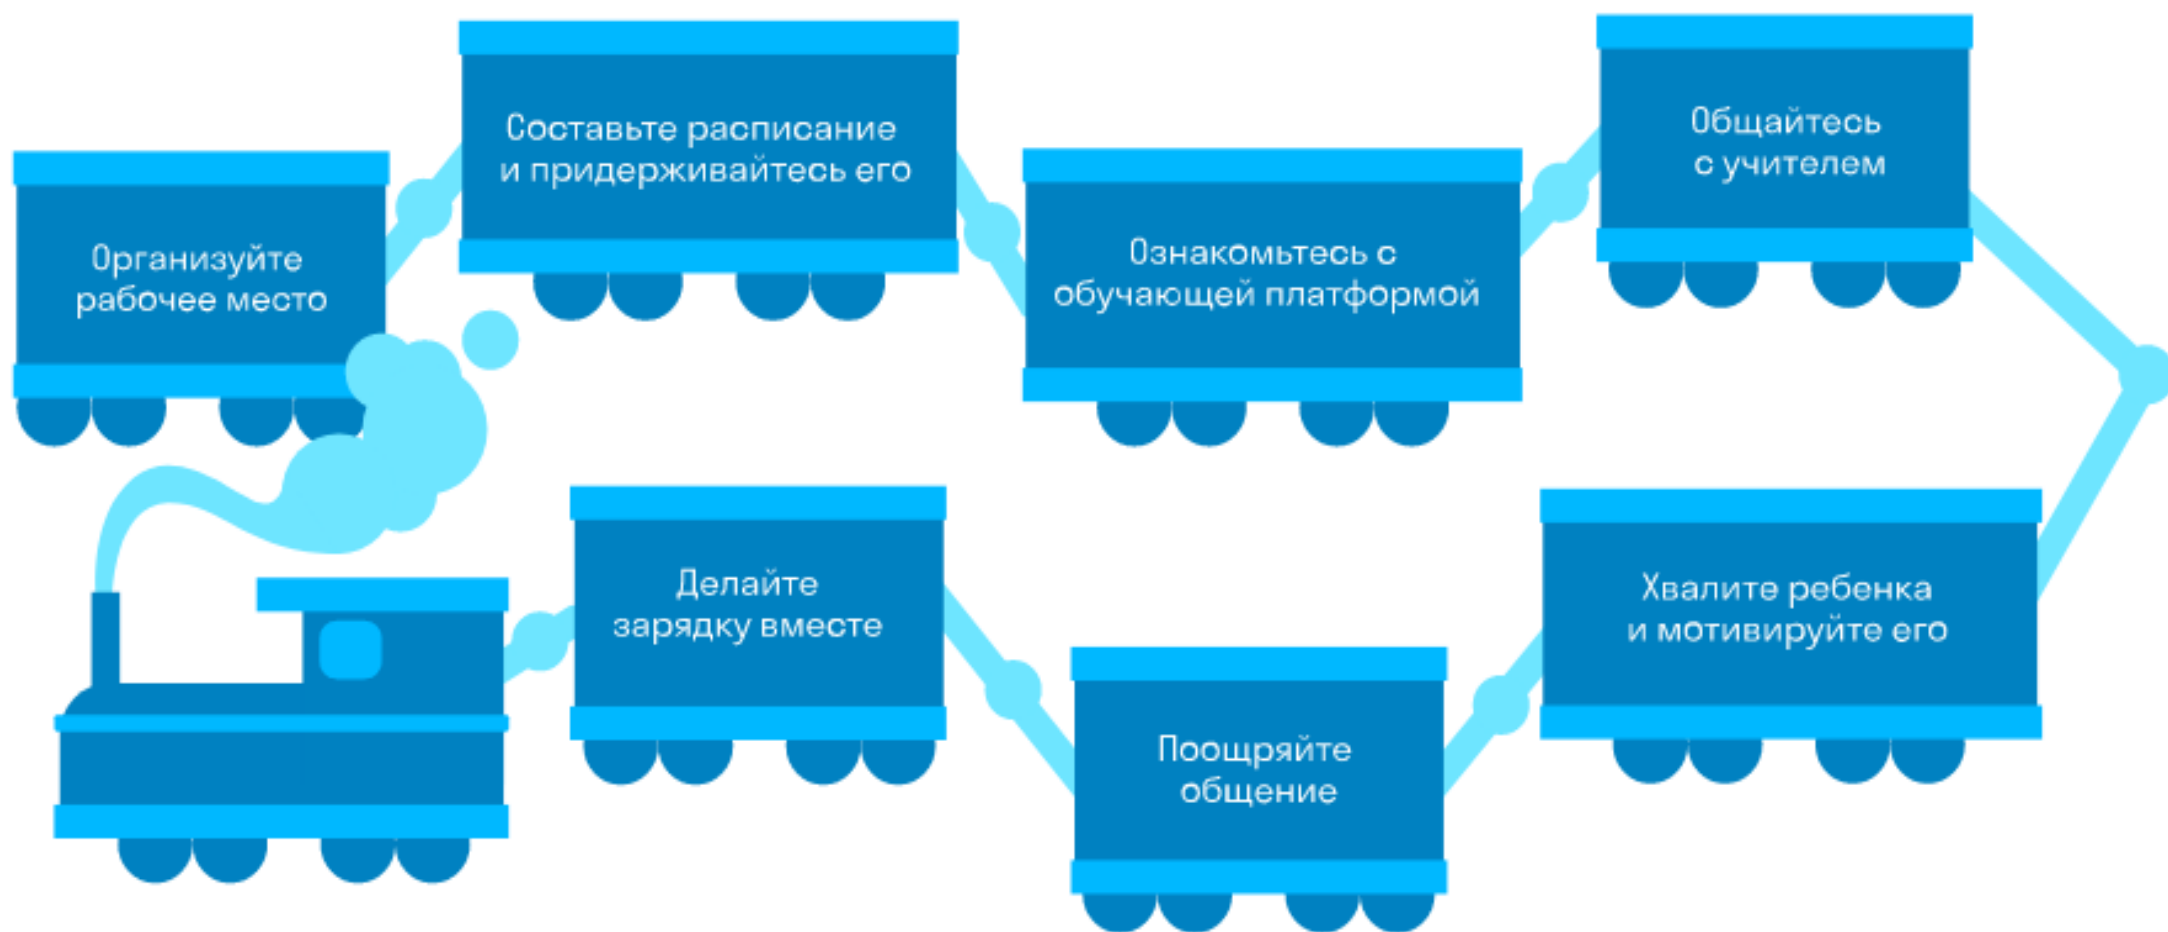 Организуйте
рабочее место
Составьте расписание
и придерживайтесь его
Ознакомьтесь с
обучающей платформой
Общайтесь
с учителем
Хвалите ребенка
и мотивируйте его
Поощряйте
общение
Делайте
зарядку вместе